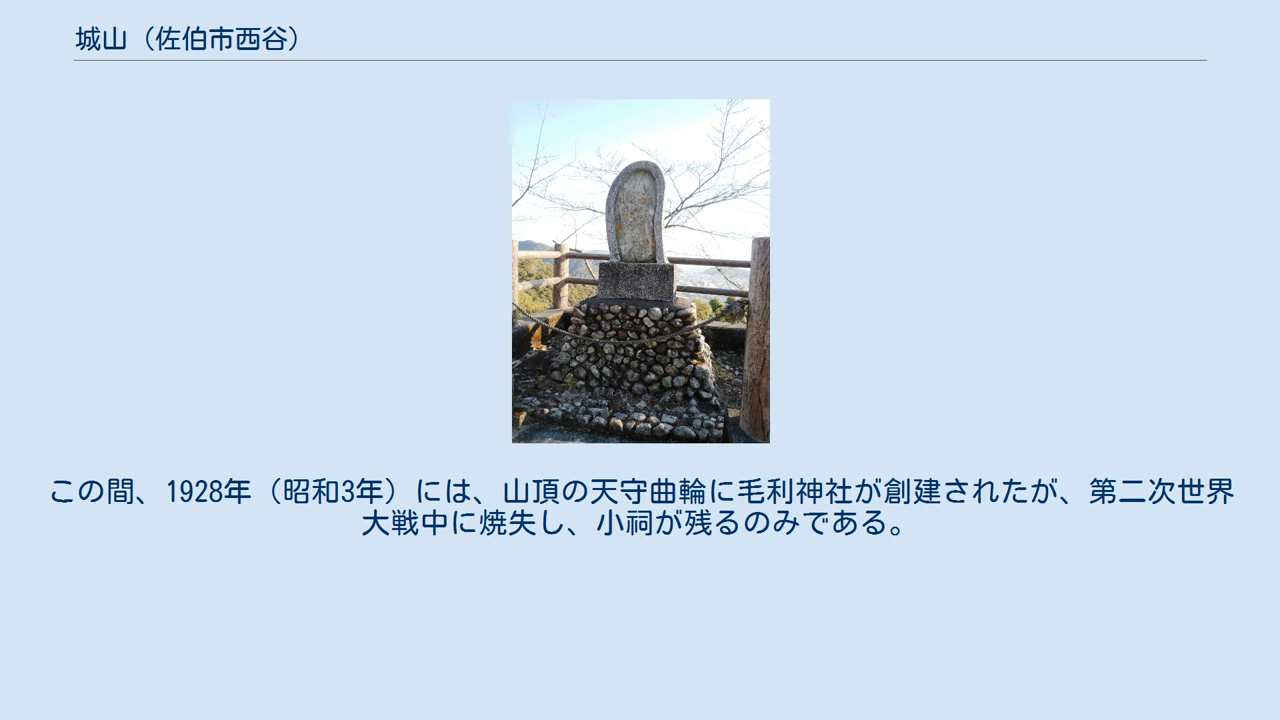 城山（佐伯市西谷）
この間、1928年（昭和3年）には、山頂の天守曲輪に毛利神社が創建されたが、第二次世界
大戦中に焼失し、小祠が残るのみである。